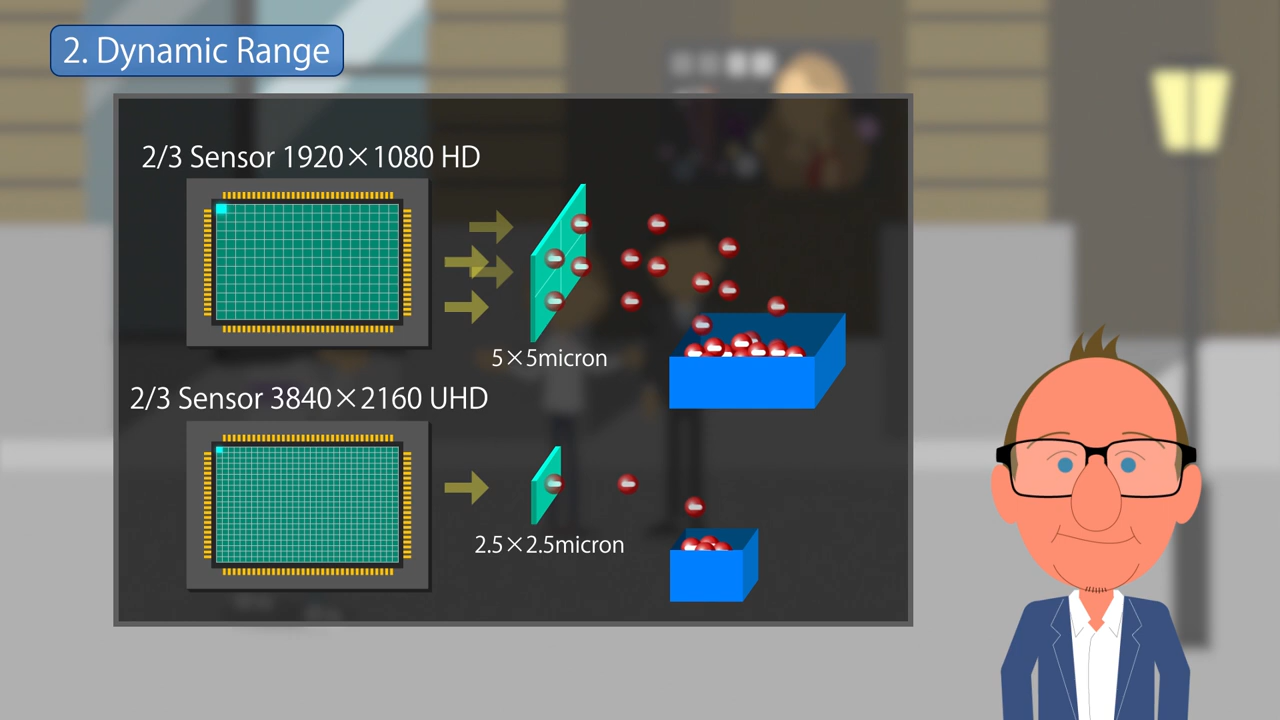 2. Dynamic Range
2/3 Sensor 1920×1080 HD
5×5micron
2/3 Sensor 3840×2160 UHD
2.5×2.5micron